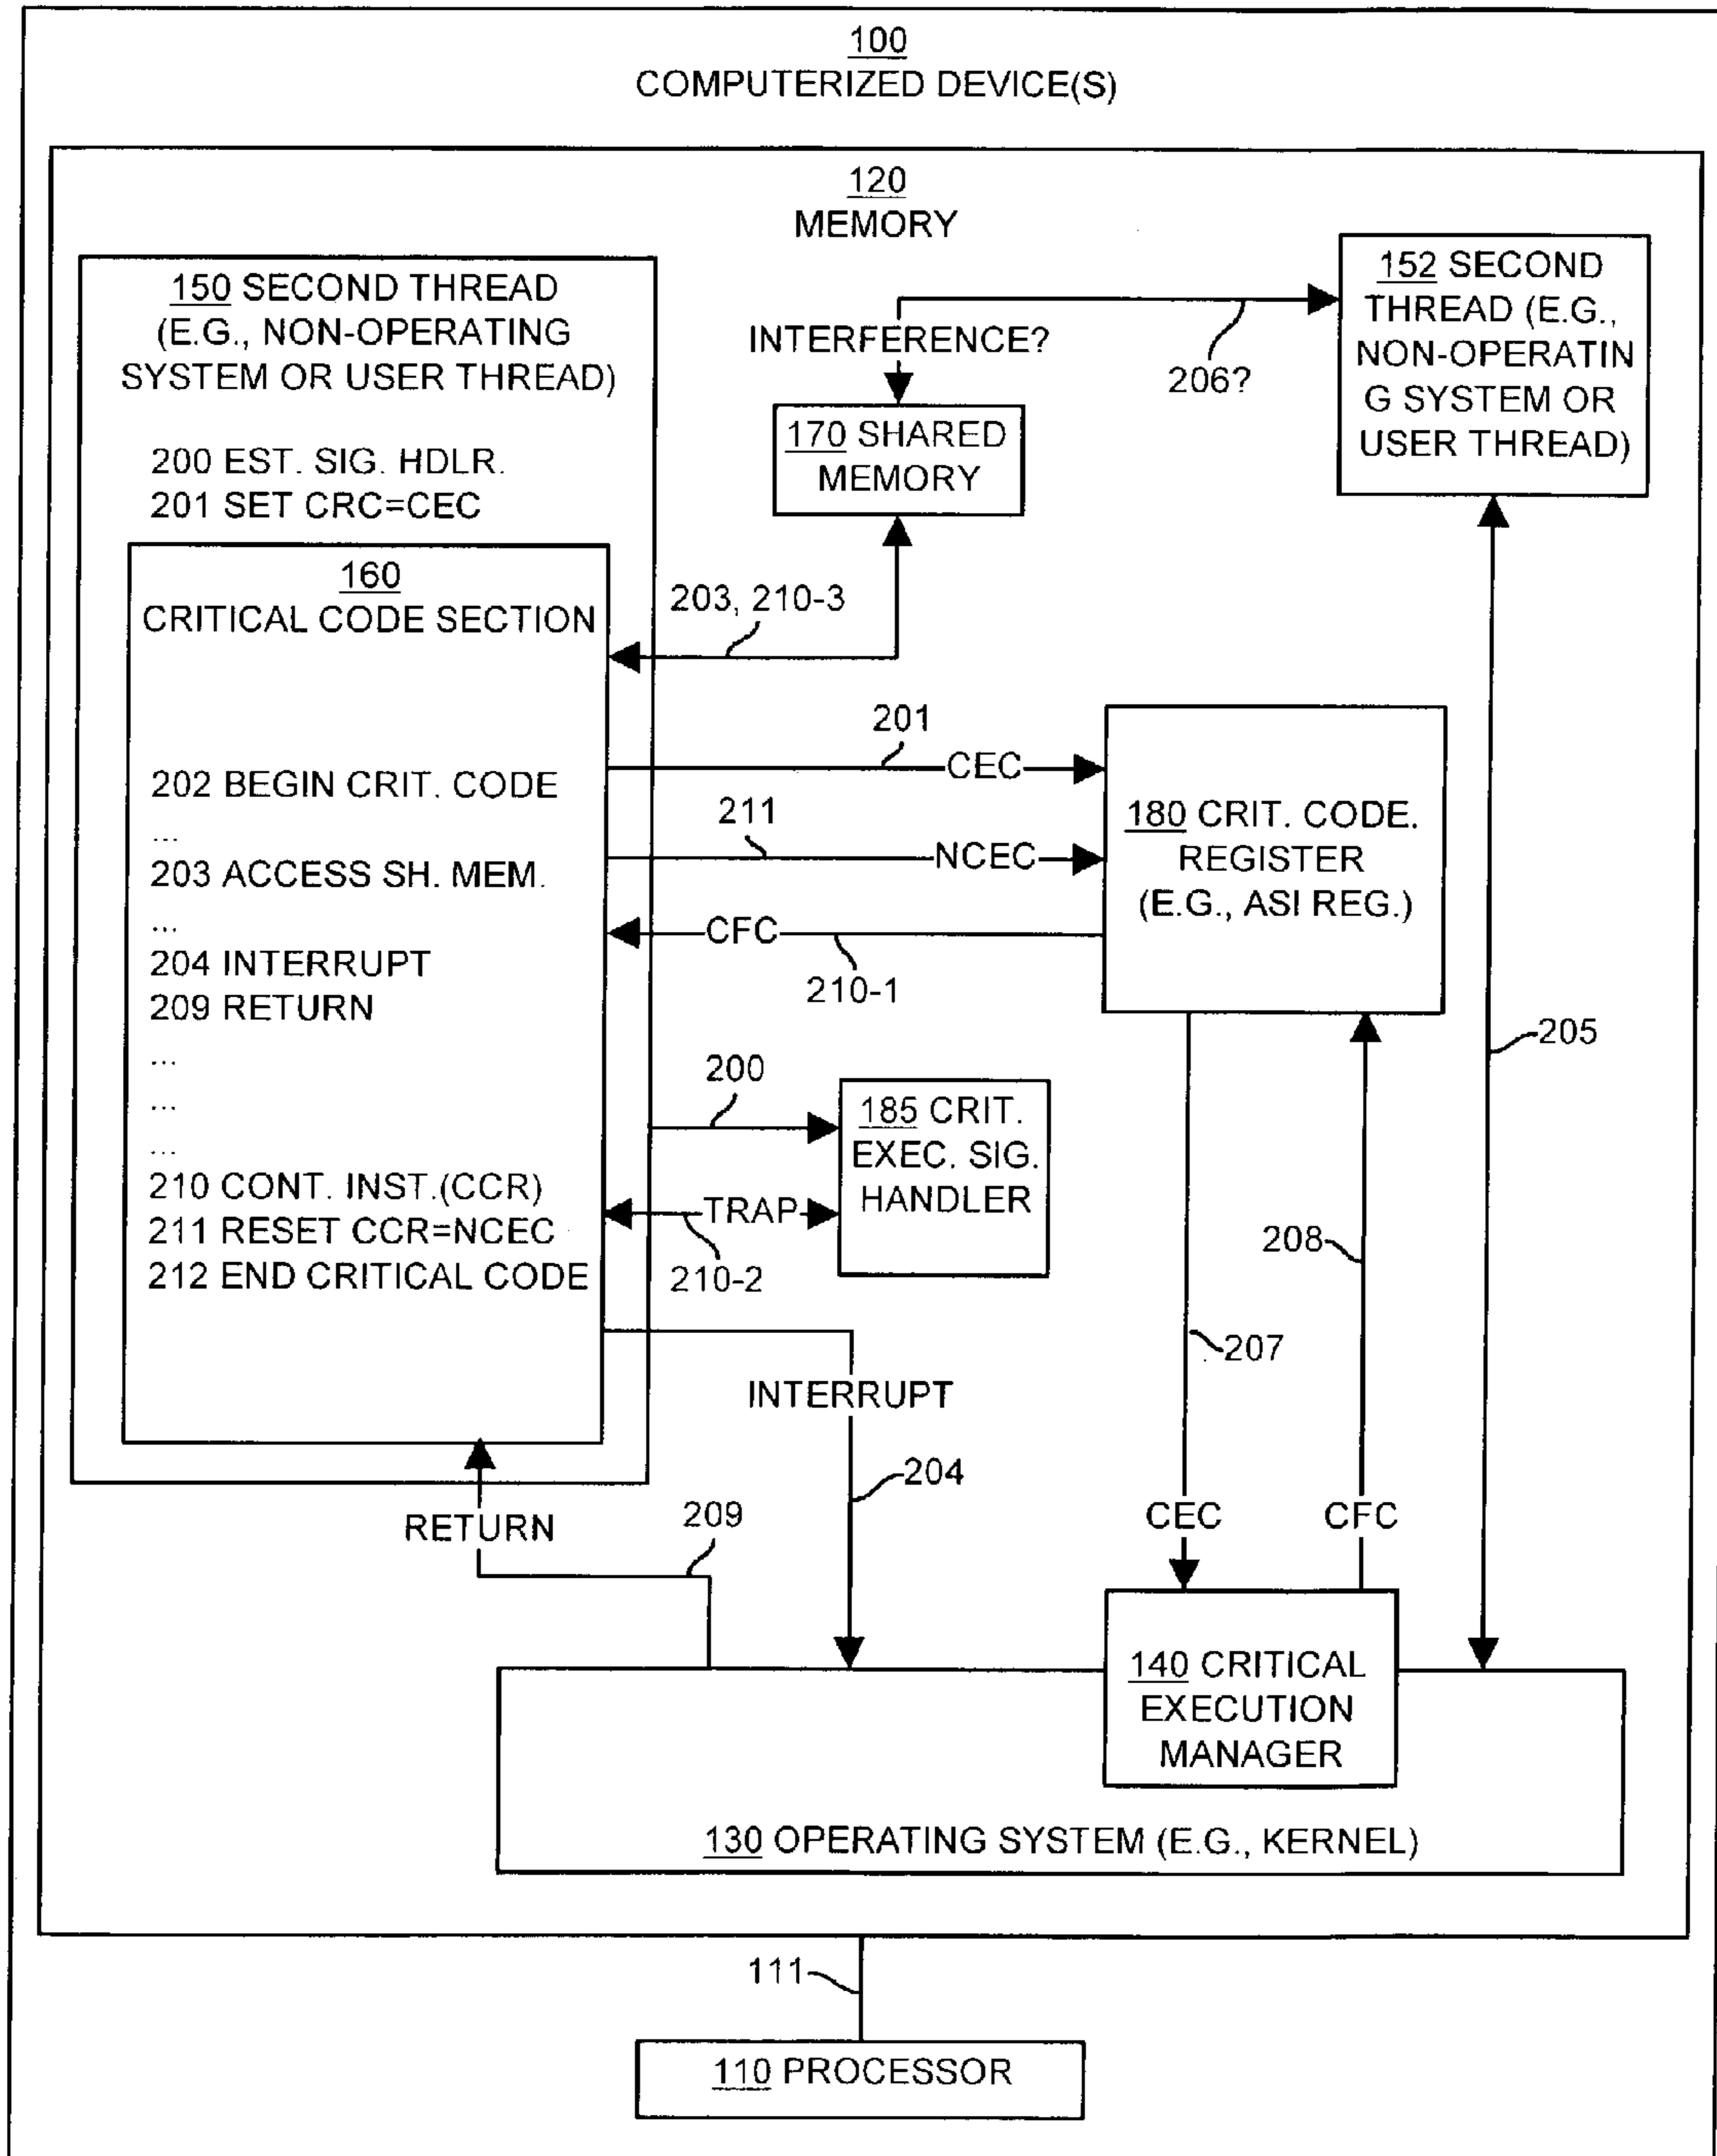 100
COMPUTERIZED DEVICE(S)
120
MEMORY
150 SECOND THREAD
(E.G., NON-OPERATING
SYSTEM OR USER THREAD)
200 EST. SIG. HDLR.
201 SET CRC=CEC
160
CRITICAL CODE SECTION
202 BEGIN CRIT. CODE
...
203 ACCESS SH. MEM.
...
204 INTERRUPT
209 RETURN
...
...
...
210 CONT. INST.(CCR)
211 RESET CCR=NCEC
212 END CRITICAL CODE
INTERFERENCE?
206?
152 SECOND
THREAD (E.G.,
NON-OPERATIN
G SYSTEM OR
USER THREAD)
170 SHARED
MEMORY
203, 210-3
201
CEC
211
NCEC
CFC
210-1
180 CRIT. CODE.
REGISTER
(E.G., ASI REG.)
205
200
185 CRIT.
EXEC. SIG.
HANDLER
TRAP
210-2
208
207
INTERRUPT
204
RETURN
209
CEC
CFC
140 CRITICAL
EXECUTION
MANAGER
130 OPERATING SYSTEM (E.G., KERNEL)
111
110 PROCESSOR